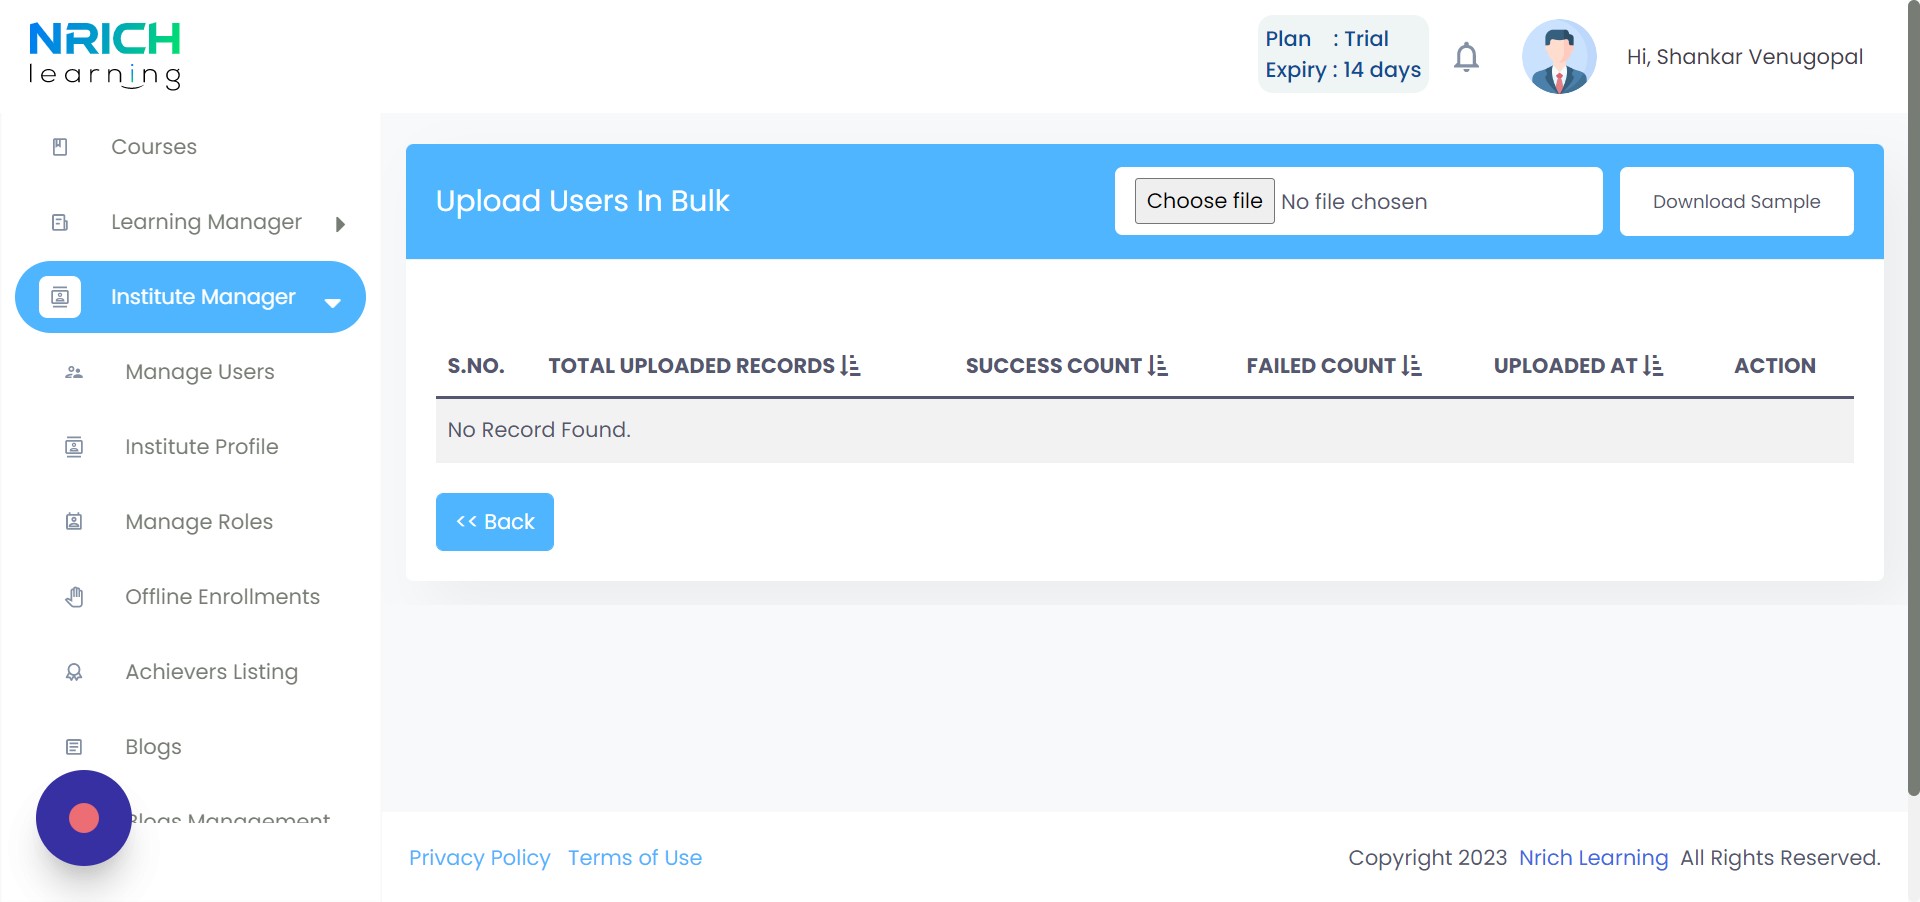 NRICH
learning
Plan : Trial
Expiry : 14 days
Hi, Shankar Venugopal
Courses
Learning Manager
Institute Manager
Manage Users
Institute Profile
Manage Roles
Offline Enrollments
Achievers Listing
Blogs
Blogs Management
Upload Users In Bulk
Choose file No file chosen
Download Sample
S.NO. TOTAL UPLOADED RECORDS SUCCESS COUNT FAILED COUNT UPLOADED AT ACTION
No Record Found.
<< Back
Privacy Policy Terms of Use
Copyright 2023 Nrich Learning All Rights Reserved.